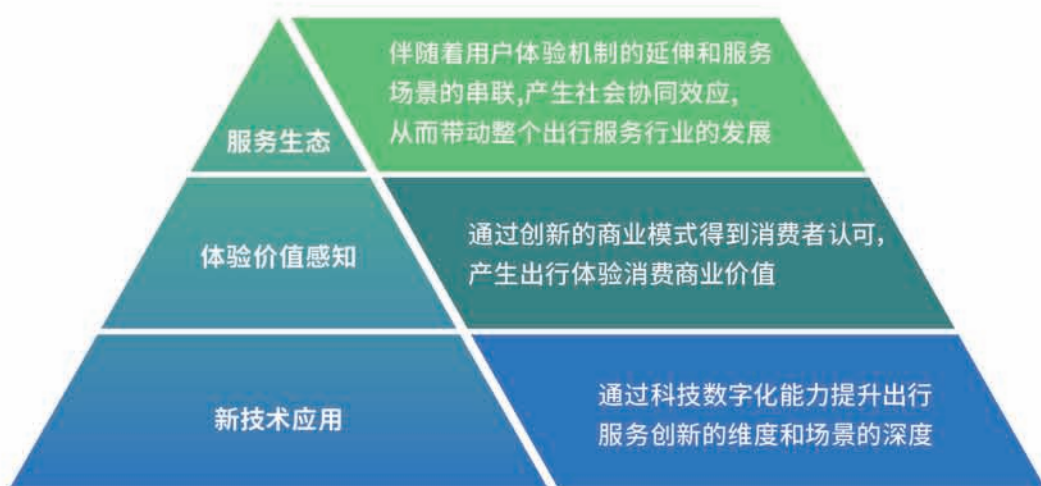 服务生态
伴随着用户体验机制的延伸和服务
场景的串联,产生社会协同效应,
从而带动整个出行服务行业的发展
体验价值感知
通过创新的商业模式得到消费者认可,
产生出行体验消费商业价值
新技术应用
通过科技数字化能力提升出行
服务创新的维度和场景的深度